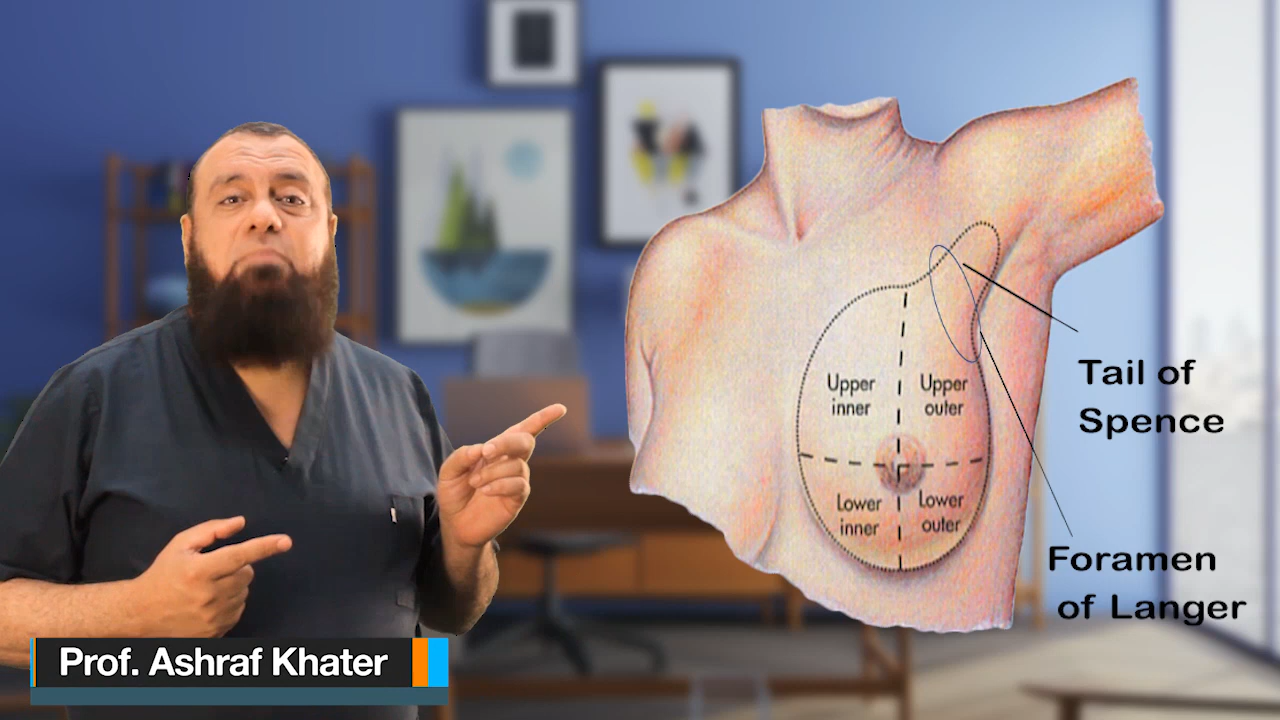 Upper
inner
Upper
outer
Lower
inner
Lower
outer
Tail of
Spence
Foramen
of Langer
Prof. Ashraf Khater